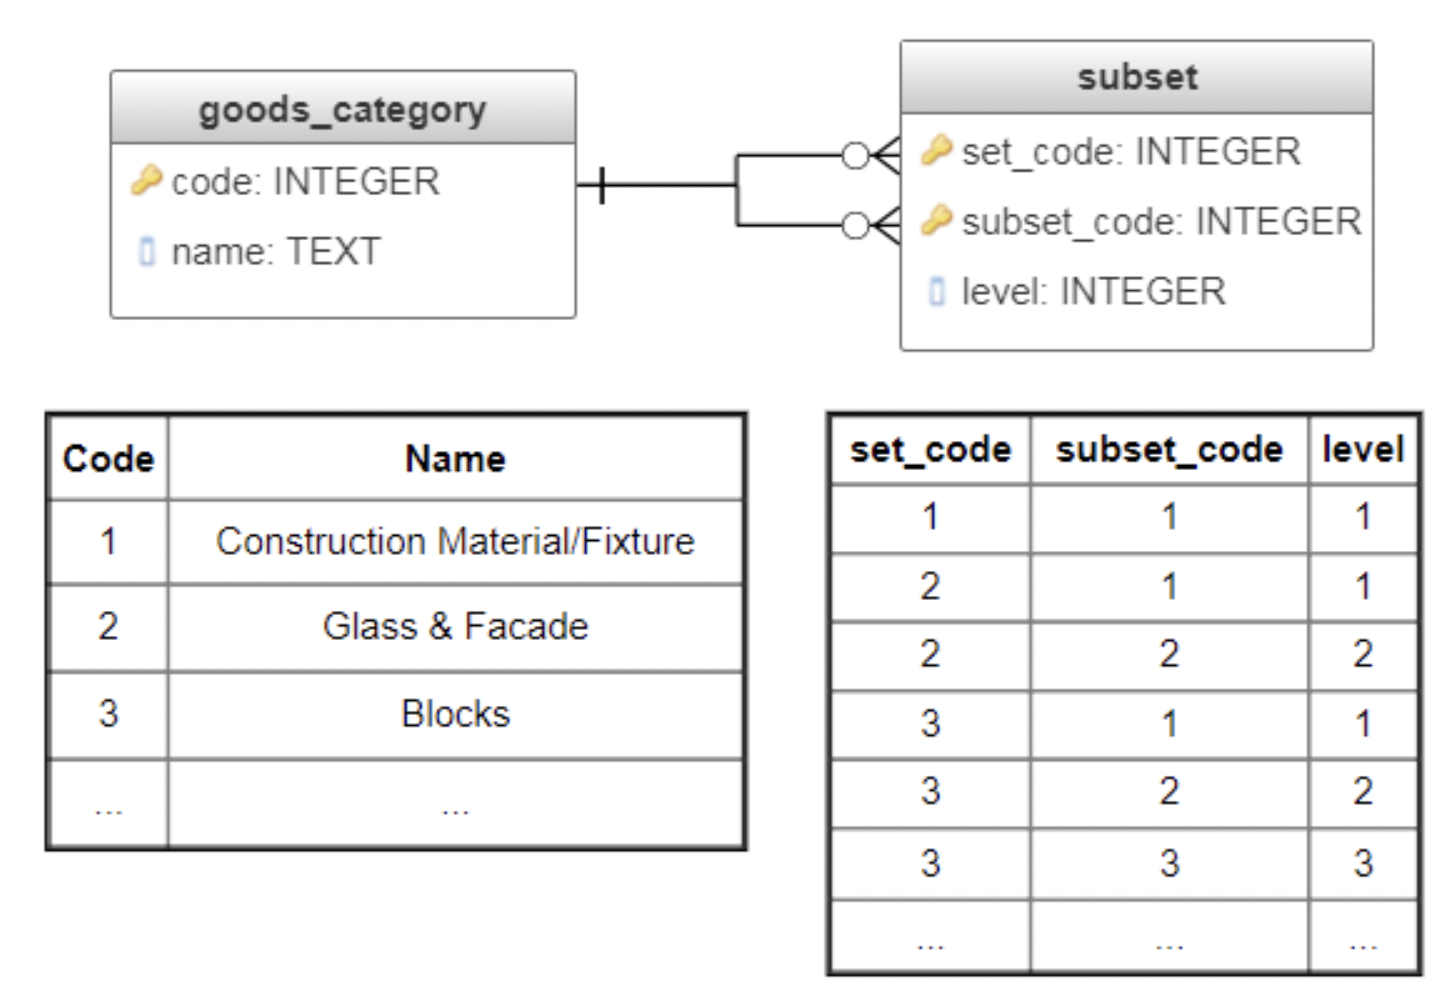 goods_category
code: INTEGER
name: TEXT
subset
set_code: INTEGER
subset_code: INTEGER
level: INTEGER
Code Name
1 Construction Material/Fixture
2 Glass & Facade
3 Blocks
... ...
set_code subset_code level
1 1 1
2 1 1
2 2 2
3 1 1
3 2 2
3 3 3
... ... ...